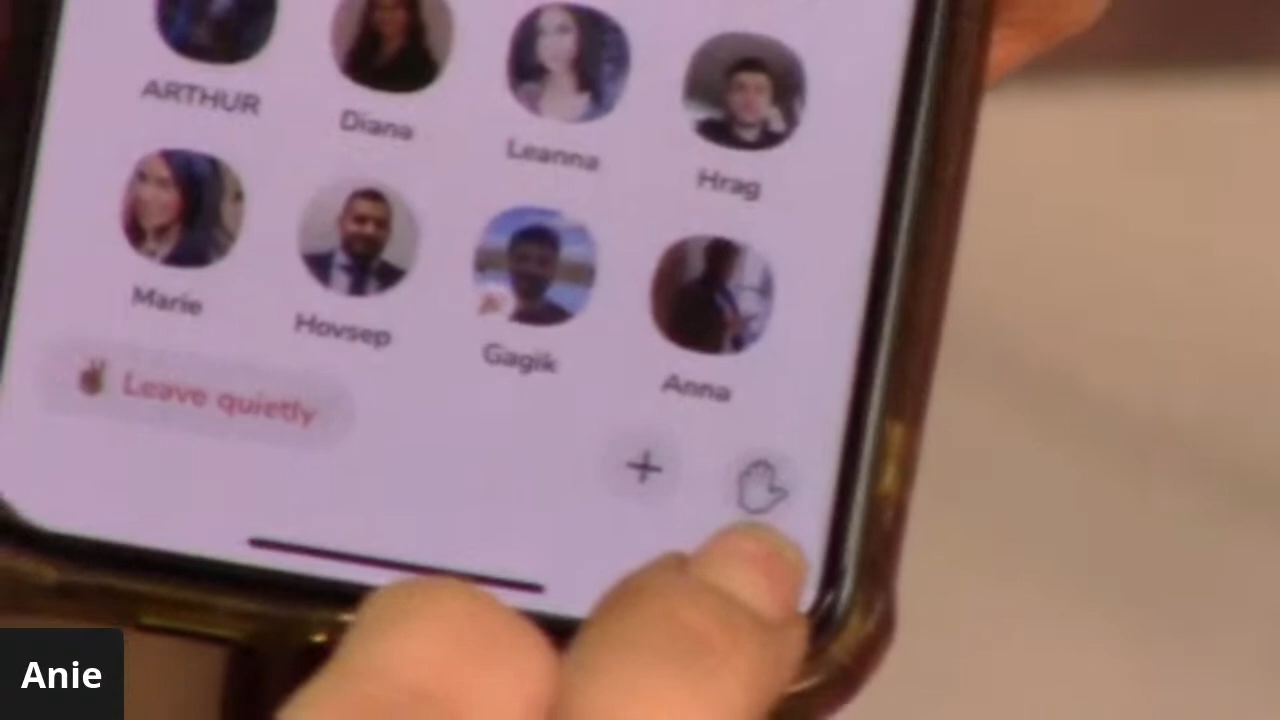 ARTHUR
Diana
Leanna
Hrag
Marie
Hovsep
Gagik
Anna
Leave quietly
Anie